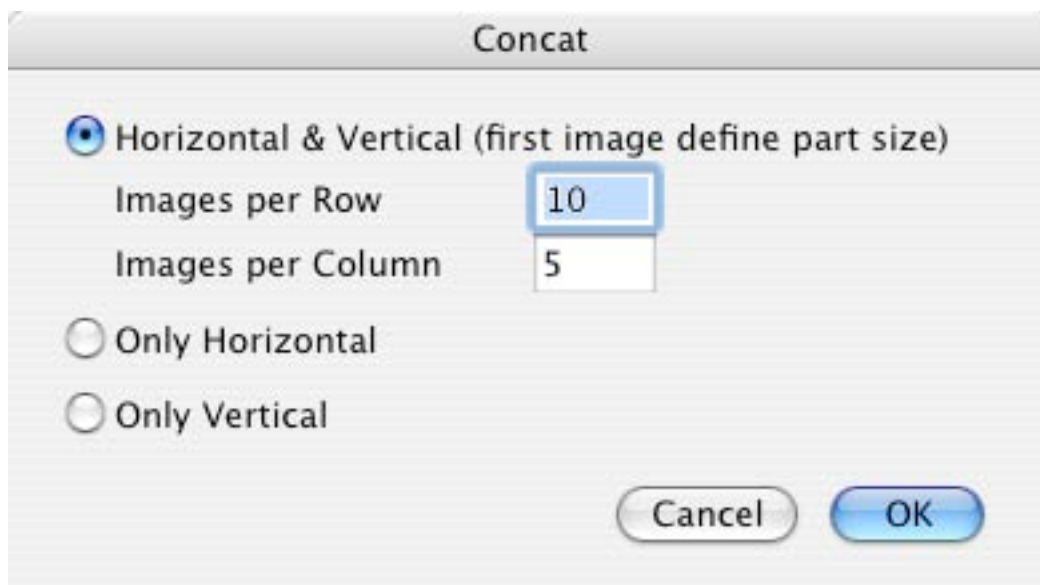 Concat
Horizontal & Vertical (first image define part size)
Images per Row 10
Images per Column 5
Only Horizontal
Only Vertical
Cancel OK